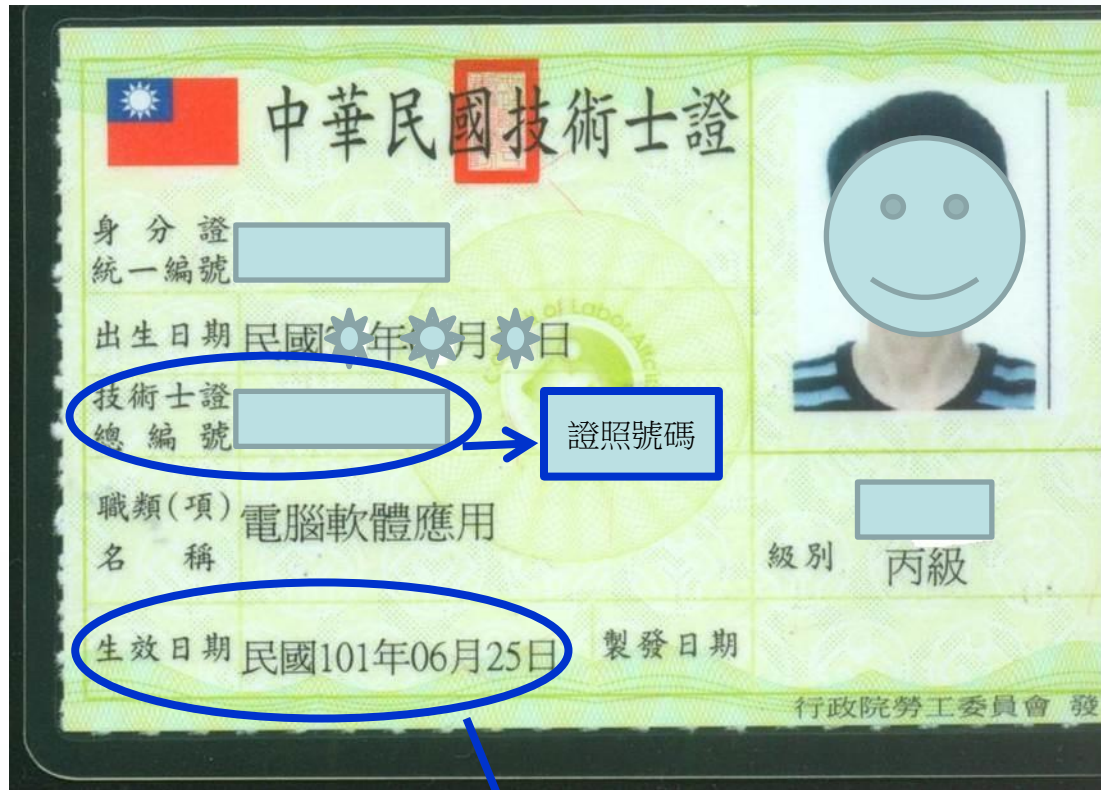 中華民國技術士證
身分證
統一編號
出生日期 民國 年 月 日
技術士證
總編號
證照號碼
職類(項)
名稱
電腦軟體應用
級別 丙級
生效日期 民國101年06月25日 製發日期
行政院勞工委員會 發